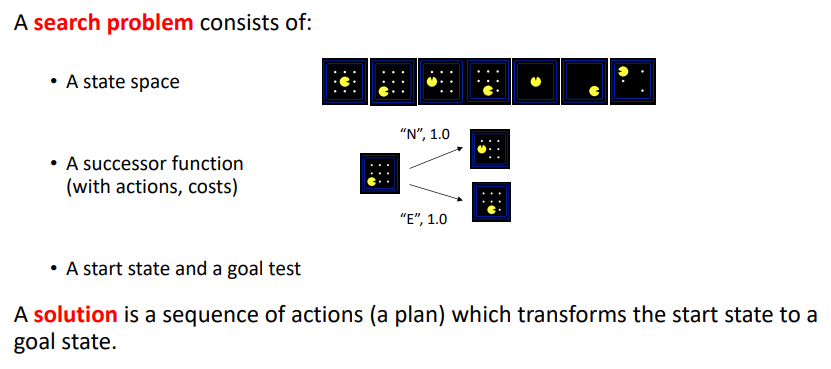 A search problem consists of:
• A state space
“N”, 1.0
• A successor function
(with actions, costs)
“E”, 1.0
• A start state and a goal test
A solution is a sequence of actions (a plan) which transforms the start state to a
goal state.